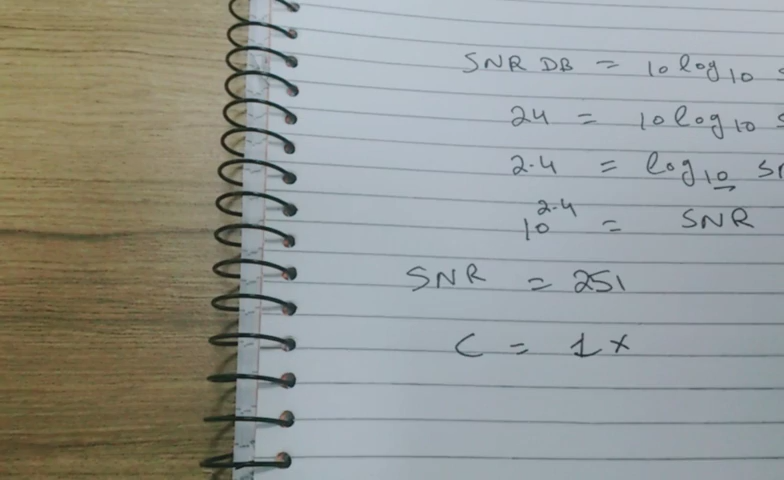 SNR DB = 10 log₁₀
24 = 10 log₁₀
2.4 = log₁₀
10^2.4 = SNR
SNR = 251
C = 1 x